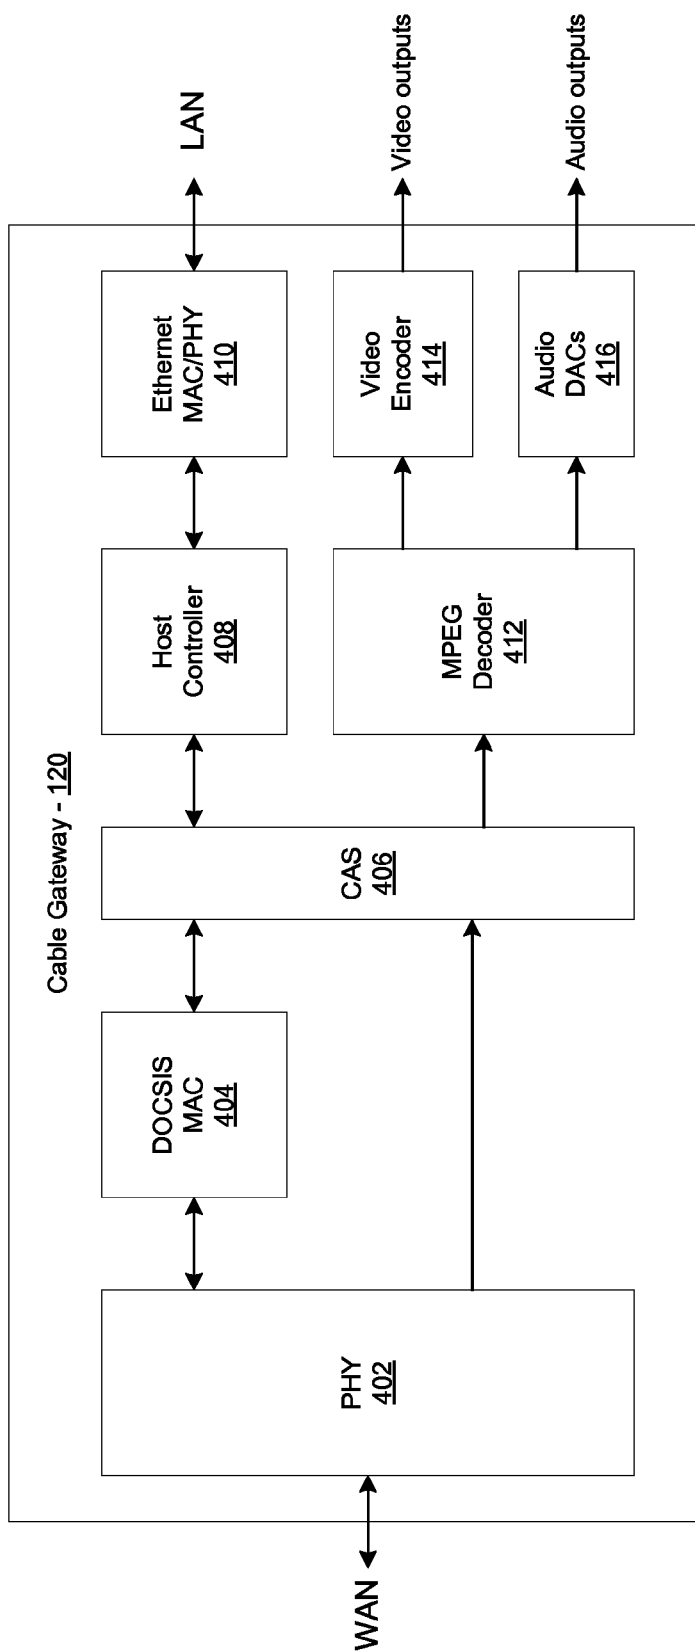 Cable Gateway - 120
WAN
PHY
402
DOCSIS
MAC
404
CAS
406
Host
Controller
408
Ethernet
MAC/PHY
410
LAN
MPEG
Decoder
412
Video
Encoder
414
Video outputs
Audio
DACs
416
Audio outputs